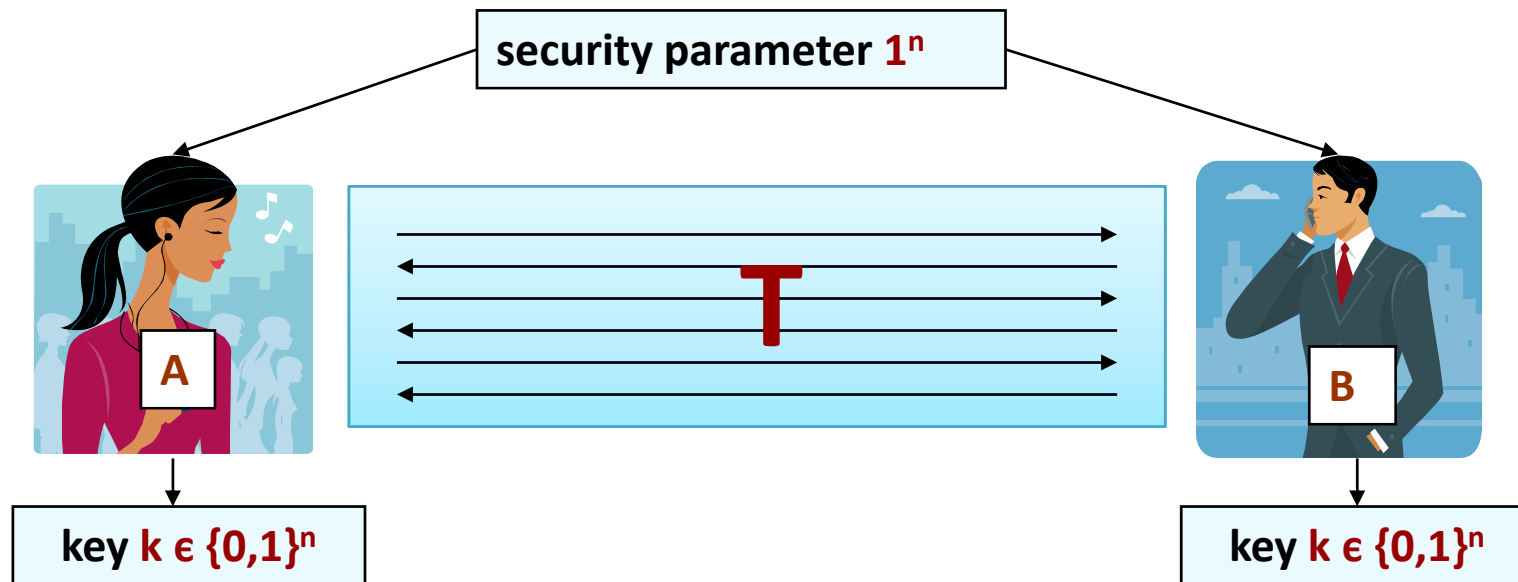 security parameter 1ⁿ
T
A
B
key k є {0,1}ⁿ
key k є {0,1}ⁿ